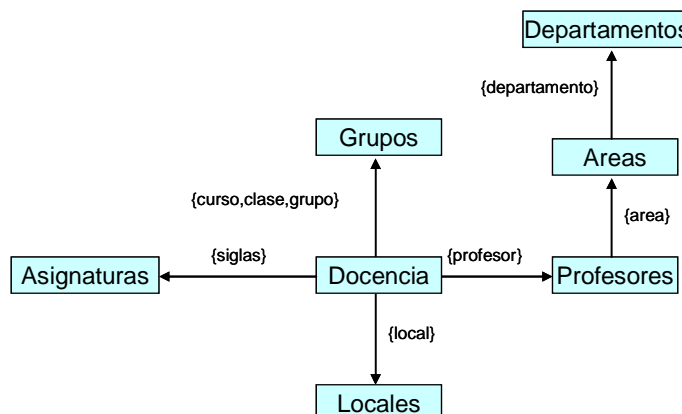 Departamentos
{departamento}
Grupos
Areas
{curso,clase,grupo}
{area}
{siglas}
{profesor}
Asignaturas
Docencia
Profesores
{local}
Locales